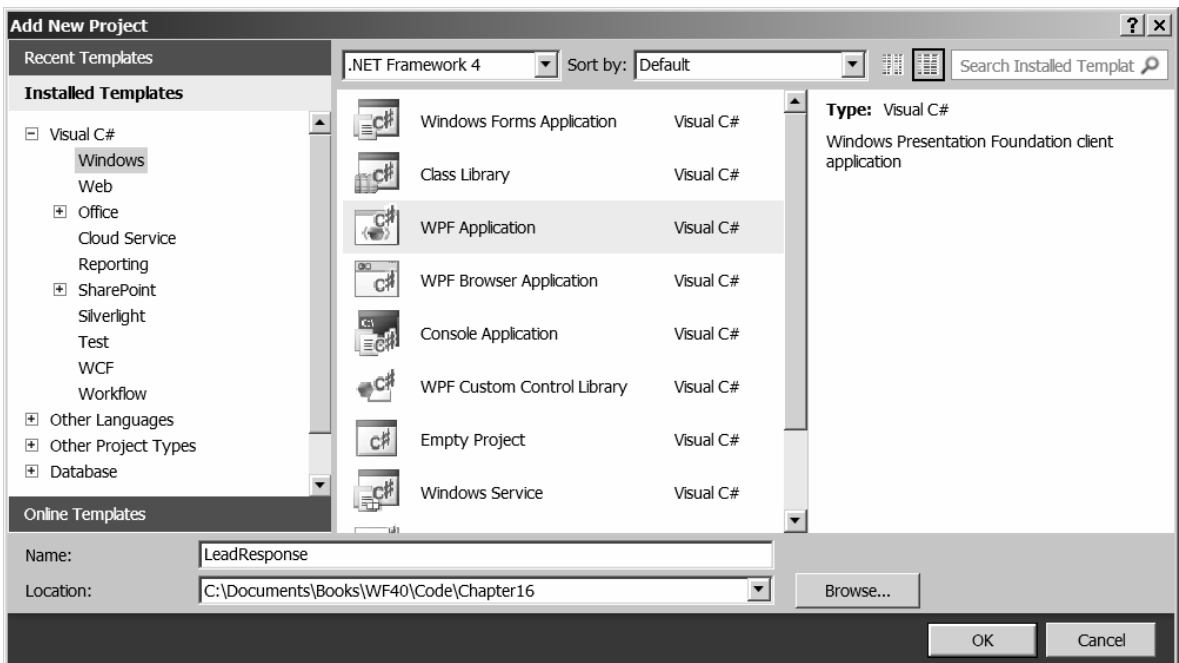 Add New Project
Recent Templates
.NET Framework 4
Sort by: Default
Search Installed Templat
Installed Templates
Visual C#
Windows
Web
Office
Cloud Service
Reporting
SharePoint
Silverlight
Test
WCF
Workflow
Other Languages
Other Project Types
Database
Online Templates
Windows Forms Application Visual C#
Class Library Visual C#
WPF Application Visual C#
WPF Browser Application Visual C#
Console Application Visual C#
WPF Custom Control Library Visual C#
Empty Project Visual C#
Windows Service Visual C#
Type: Visual C#
Windows Presentation Foundation client
application
Name: LeadResponse
Location: C:\Documents\Books\WF40\Code\Chapter16
Browse...
OK Cancel